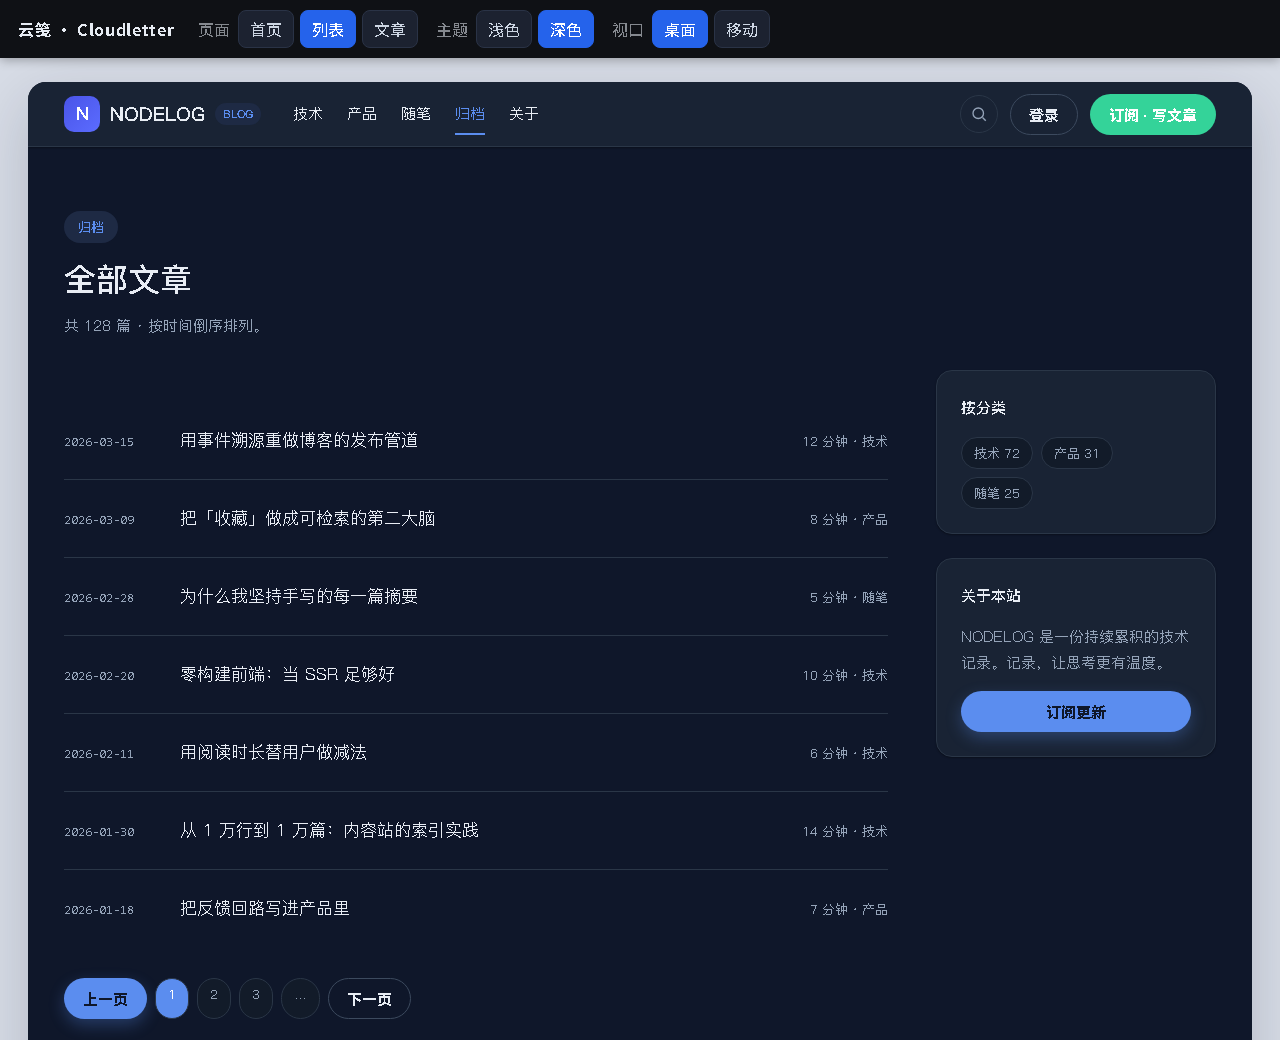 云笺 · Cloudletter 页面 首页 列表 文章 主题 浅色 深色 视口 桌面 移动
N NODELOG BLOG 技术 产品 随笔 归档 关于 登录 订阅 · 写文章
归档
全部文章
共 128 篇 · 按时间倒序排列。
2026-03-15 用事件溯源重做博客的发布管道 12 分钟 · 技术
2026-03-09 把「收藏」做成可检索的第二大脑 8 分钟 · 产品
2026-02-28 为什么我坚持手写的每一篇摘要 5 分钟 · 随笔
2026-02-20 零构建前端：当 SSR 足够好 10 分钟 · 技术
2026-02-11 用阅读时长替用户做减法 6 分钟 · 技术
2026-01-30 从 1 万行到 1 万篇：内容站的索引实践 14 分钟 · 技术
2026-01-18 把反馈回路写进产品里 7 分钟 · 产品
上一页 1 2 3 … 下一页
按分类
技术 72 产品 31
随笔 25
关于本站
NODELOG 是一份持续累积的技术
记录。记录，让思考更有温度。
订阅更新